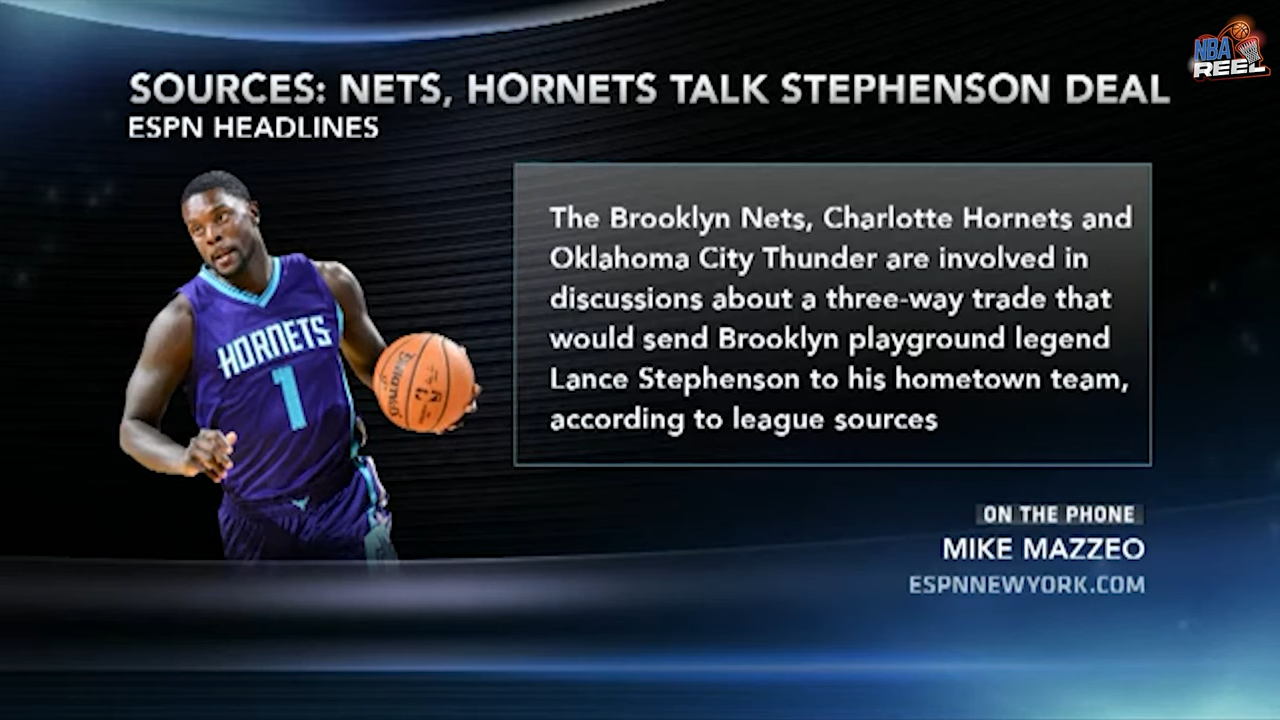 NBA
REEL
SOURCES: NETS, HORNETS TALK STEPHENSON DEAL
ESPN HEADLINES
The Brooklyn Nets, Charlotte Hornets and
Oklahoma City Thunder are involved in
discussions about a three-way trade that
would send Brooklyn playground legend
Lance Stephenson to his hometown team,
according to league sources
HORNETS
1
SPALDING
ON THE PHONE
MIKE MAZZEO
ESPNNEWYORK.COM